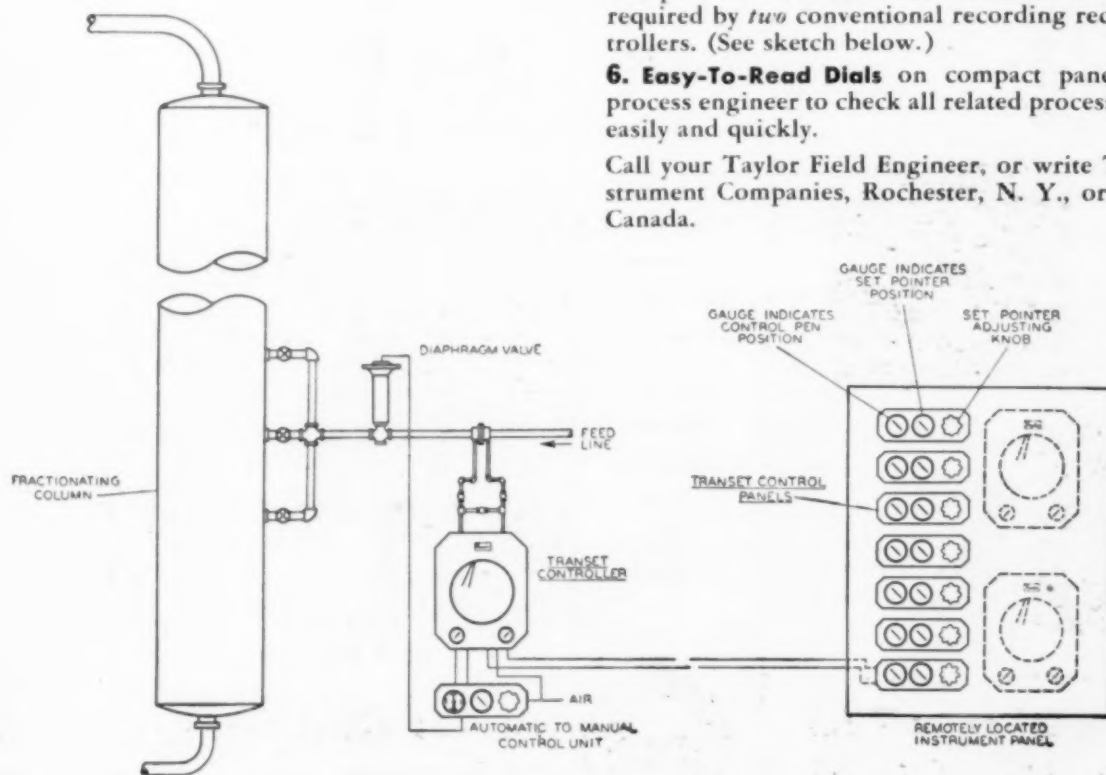 required by two conventional recording rec
trollers. (See sketch below.)
6. Easy-To-Read Dials on compact pane
process engineer to check all related process
easily and quickly.
Call your Taylor Field Engineer, or write
strument Companies, Rochester, N. Y., or
Canada.
GAUGE INDICATES
SET POINTER
POSITION
GAUGE INDICATES
CONTROL PEN
POSITION
SET POINTER
ADJUSTING
KNOB
DIAPHRAGM VALVE
FEED
LINE
FRACTIONATING
COLUMN
TRANSET CONTROL
PANELS
TRANSET
CONTROLLER
AIR
AUTOMATIC TO MANUAL
CONTROL UNIT
REMOTELY LOCATED
INSTRUMENT PANEL